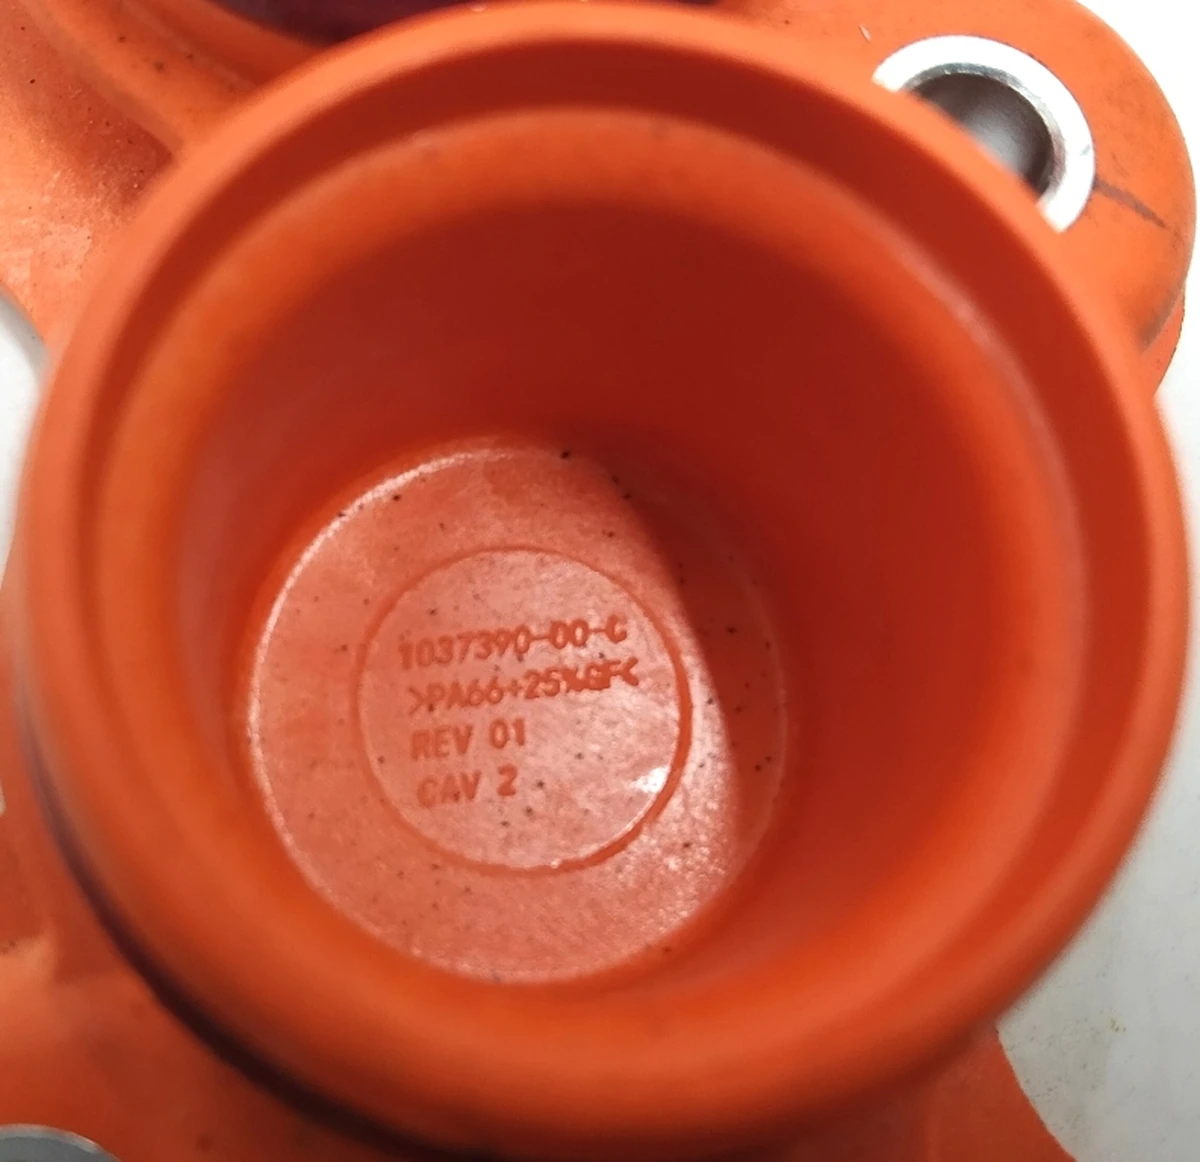 1037390-00-C
>PA66+25%GF<
REV 01
CAV 2